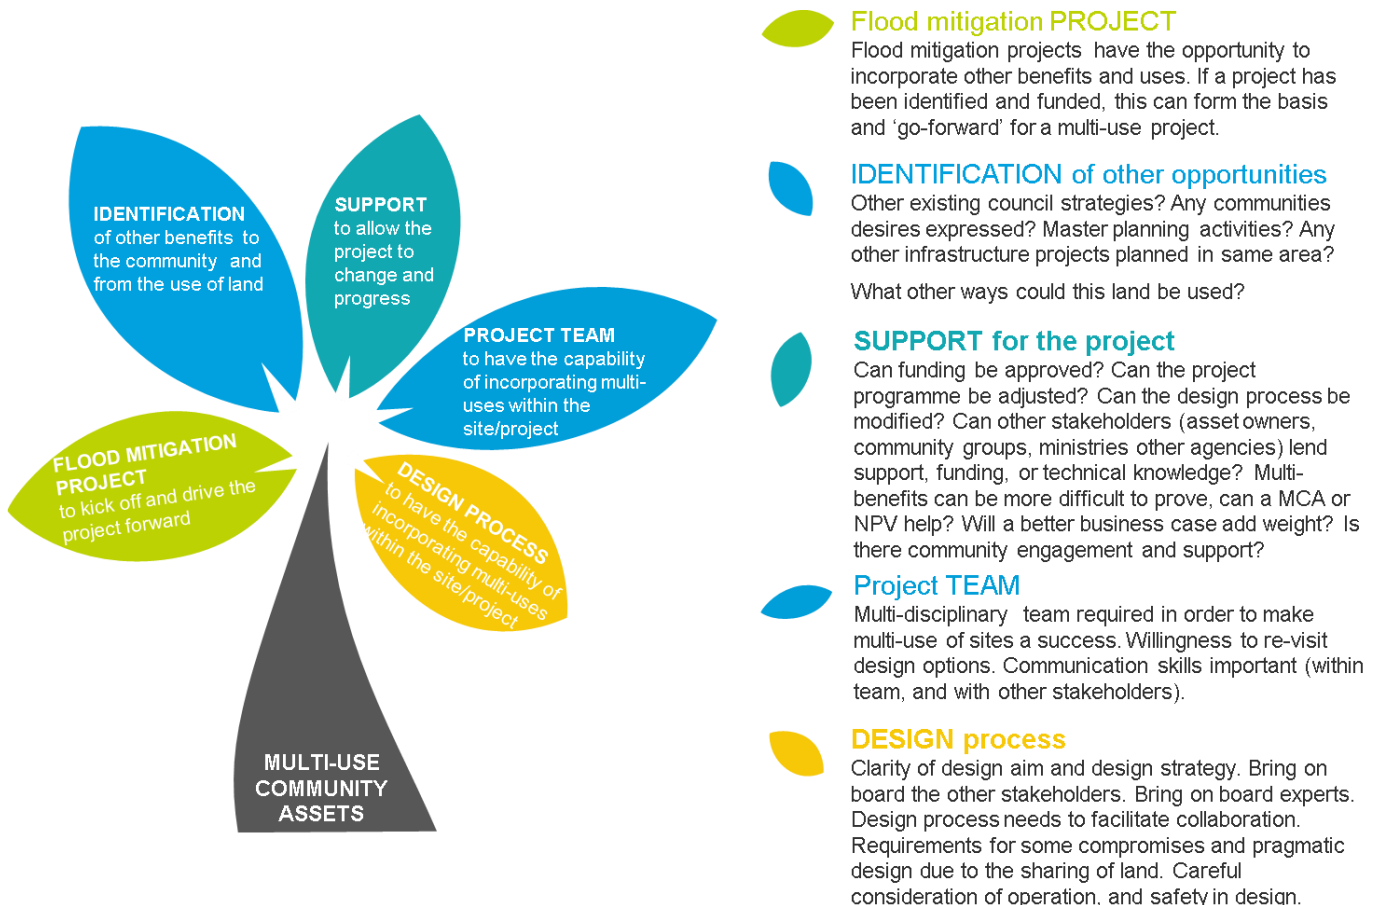 IDENTIFICATION
of other benefits to
the community and
from the use of land
SUPPORT
to allow the
project to
change and
progress
PROJECT TEAM
to have the capability
of incorporating multi-
uses within the
site/project
FLOOD MITIGATION
PROJECT
to kick off and drive the
project forward
DESIGN PROCESS
to have the capability of
incorporating multi-uses
within the site/project
MULTI-USE
COMMUNITY
ASSETS
Flood mitigation PROJECT
Flood mitigation projects have the opportunity to
incorporate other benefits and uses. If a project has
been identified and funded, this can form the basis
and ‘go-forward’ for a multi-use project.
IDENTIFICATION of other opportunities
Other existing council strategies? Any communities
desires expressed? Master planning activities? Any
other infrastructure projects planned in same area?
What other ways could this land be used?
SUPPORT for the project
Can funding be approved? Can the project
programme be adjusted? Can the design process be
modified? Can other stakeholders (asset owners,
community groups, ministries other agencies) lend
support, funding, or technical knowledge? Multi-
benefits can be more difficult to prove, can a MCA or
NPV help? Will a better business case add weight? Is
there community engagement and support?
Project TEAM
Multi-disciplinary team required in order to make
multi-use of sites a success. Willingness to re-visit
design options. Communication skills important (within
team, and with other stakeholders).
DESIGN process
Clarity of design aim and design strategy. Bring on
board the other stakeholders. Bring on board experts.
Design process needs to facilitate collaboration.
Requirements for some compromises and pragmatic
design due to the sharing of land. Careful
consideration of operation, and safety in design.